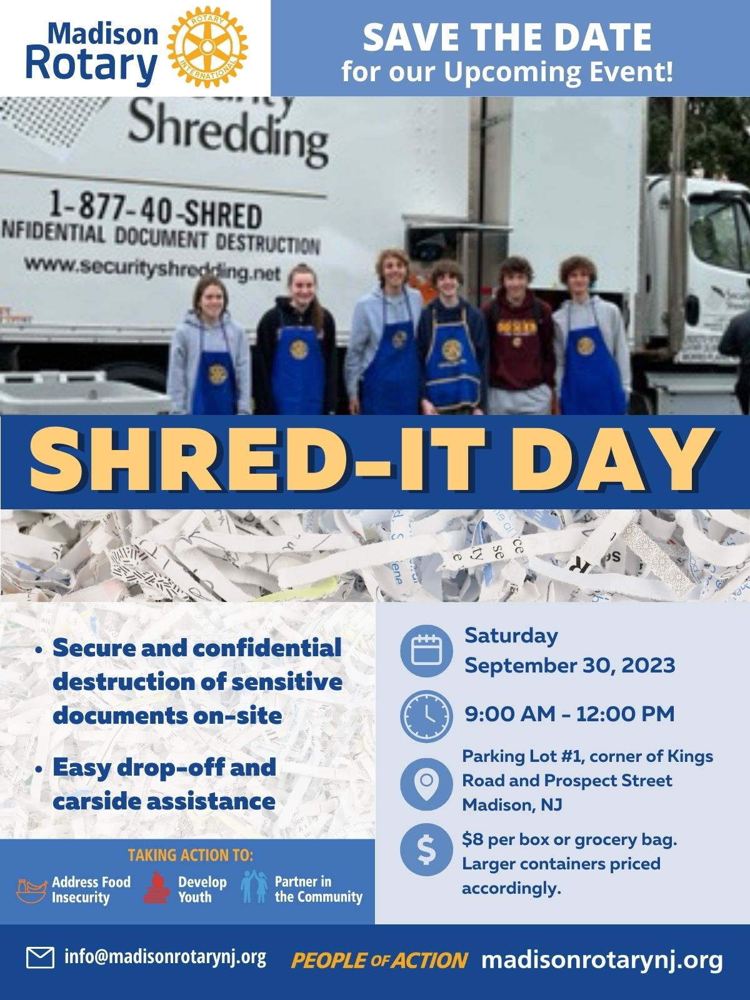 Madison
Rotary
ROTARY
INTERNATIONAL
SAVE THE DATE
for our Upcoming Event!
Shredding
1-877-40-SHRED
NFIDENTIAL DOCUMENT DESTRUCTION
www.securityshredding.net
SHRED-IT DAY
• Secure and confidential
destruction of sensitive
documents on-site
• Easy drop-off and
carside assistance
Saturday
September 30, 2023
9:00 AM - 12:00 PM
Parking Lot #1, corner of Kings
Road and Prospect Street
Madison, NJ
$8 per box or grocery bag.
Larger containers priced
accordingly.
TAKING ACTION TO:
Address Food
Insecurity
Develop
Youth
Partner in
the Community
info@madisonrotarynj.org
PEOPLE OF ACTION
madisonrotarynj.org